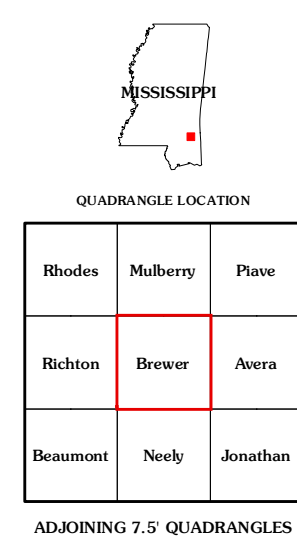 MISSISSIPPI
QUADRANGLE LOCATION
Rhodes Mulberry Piave
Richton Brewer Avera
Beaumont Neely Jonathan
ADJOINING 7.5' QUADRANGLES